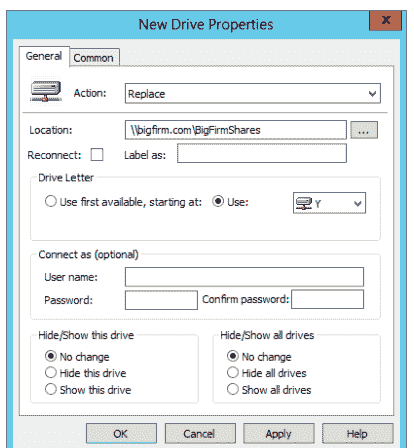 New Drive Properties
x
General Common
Action: Replace
Location: \\bigfirm.com\BigFirmShares ...
Reconnect: Label as:
Drive Letter
Use first available, starting at: Use: Y
Connect as (optional)
User name:
Password: Confirm password:
Hide/Show this drive Hide/Show all drives
No change No change
Hide this drive Hide all drives
Show this drive Show all drives
OK Cancel Apply Help